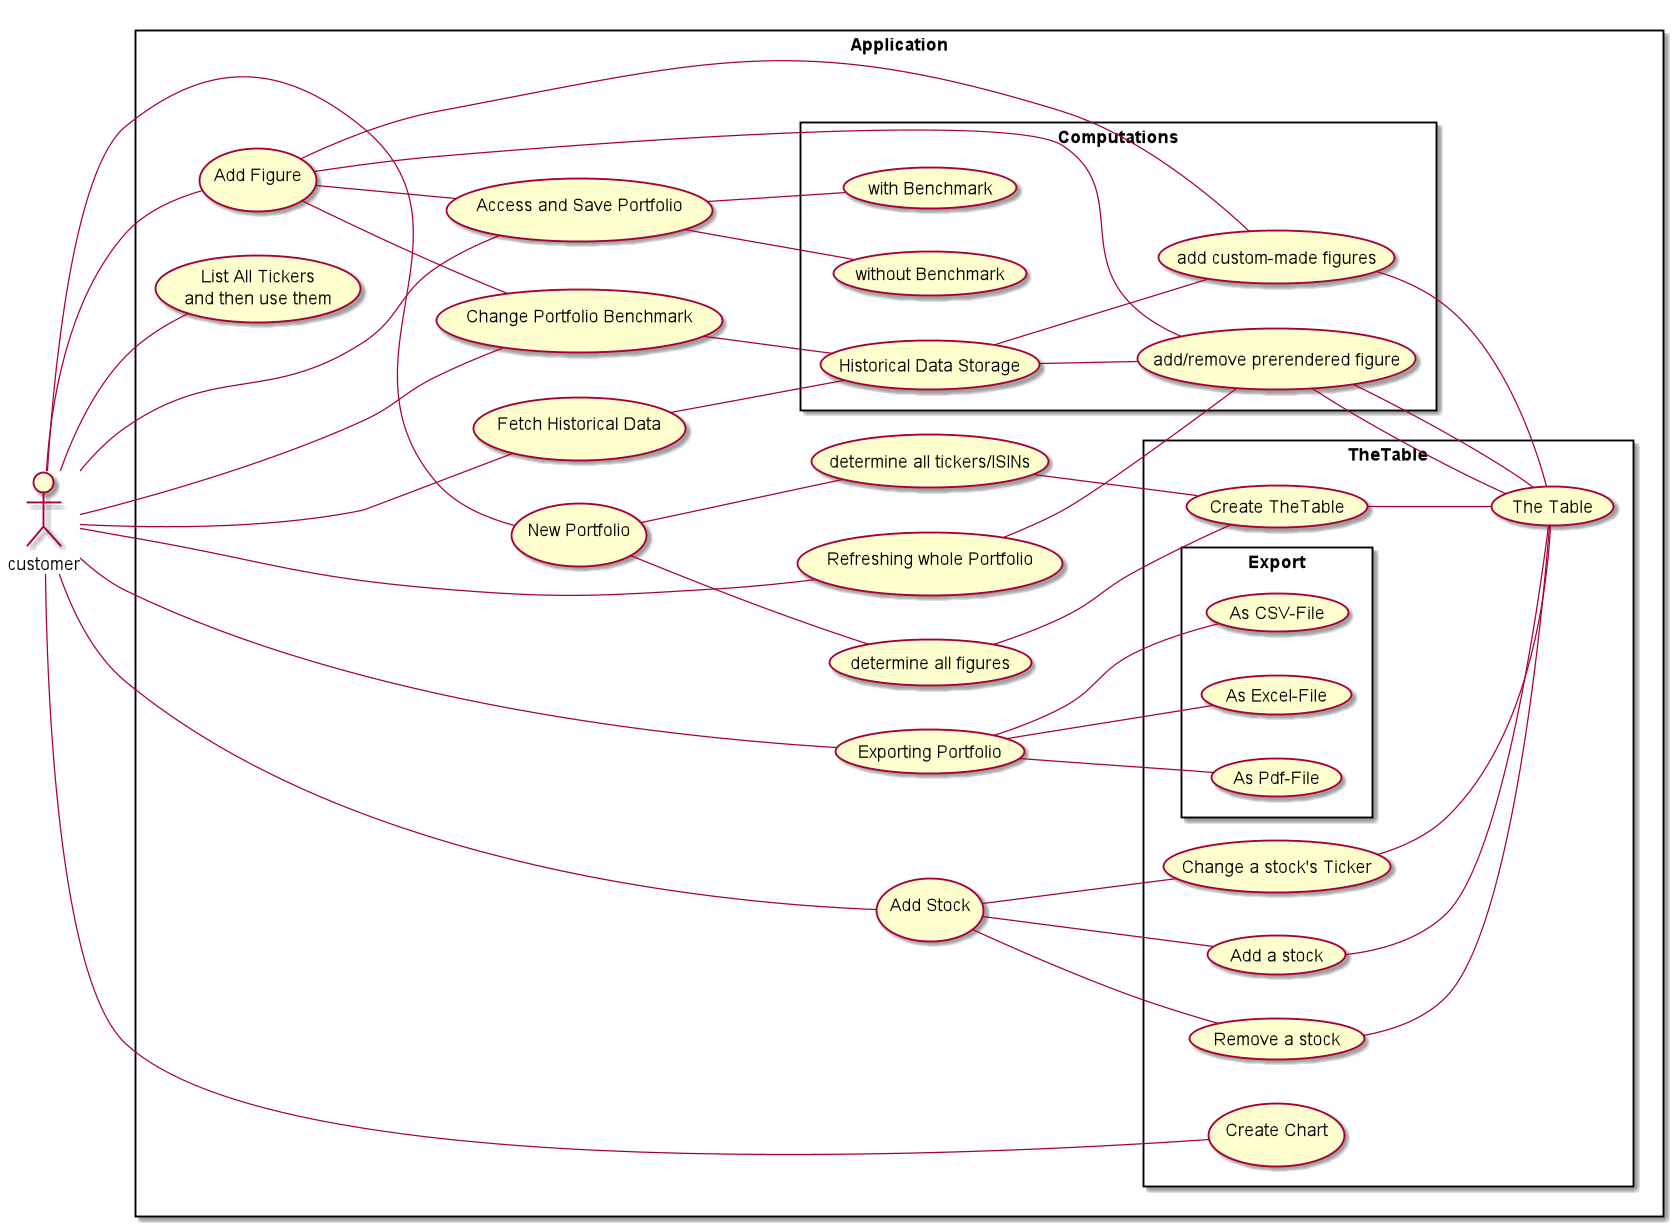 Application
Computations
Add Figure
with Benchmark
Access and Save Portfolio
add custom-made figures
without Benchmark
List All Tickers
and then use them
Change Portfolio Benchmark
add/remove prerendered figure
Historical Data Storage
Fetch Historical Data
TheTable
determine all tickers/ISINs
Create TheTable
The Table
New Portfolio
customer
Refreshing whole Portfolio
Export
As CSV-File
determine all figures
As Excel-File
Exporting Portfolio
As Pdf-File
Change a stock's Ticker
Add Stock
Add a stock
Remove a stock
Create Chart